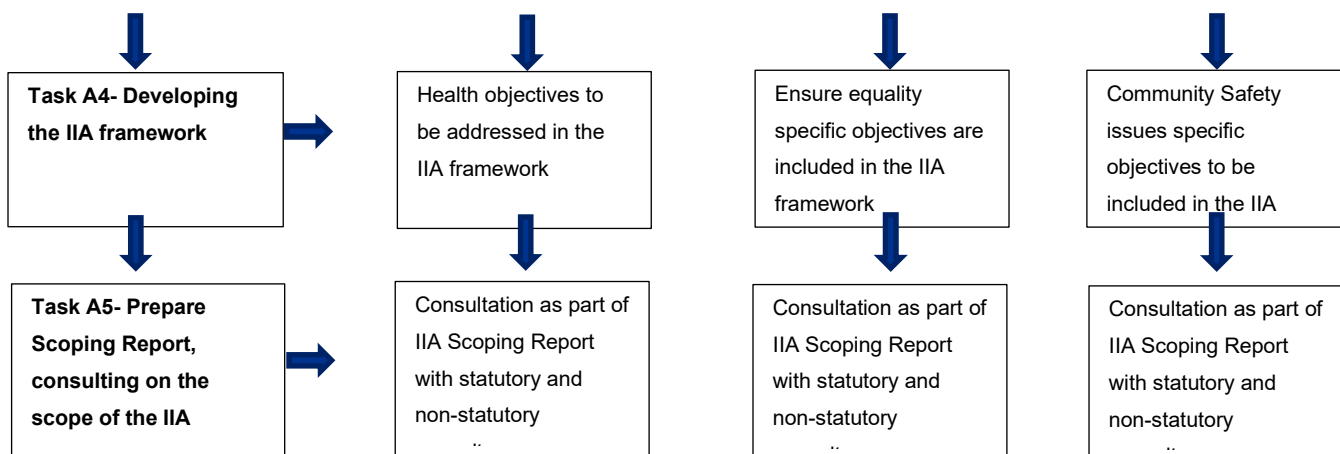 Task A4- Developing
the IIA framework
Health objectives to
be addressed in the
IIA framework
Ensure equality
specific objectives are
included in the IIA
framework
Community Safety
issues specific
objectives to be
included in the IIA
Task A5- Prepare
Scoping Report,
consulting on the
scope of the IIA
Consultation as part of
IIA Scoping Report
with statutory and
non-statutory
Consultation as part of
IIA Scoping Report
with statutory and
non-statutory
Consultation as part of
IIA Scoping Report
with statutory and
non-statutory